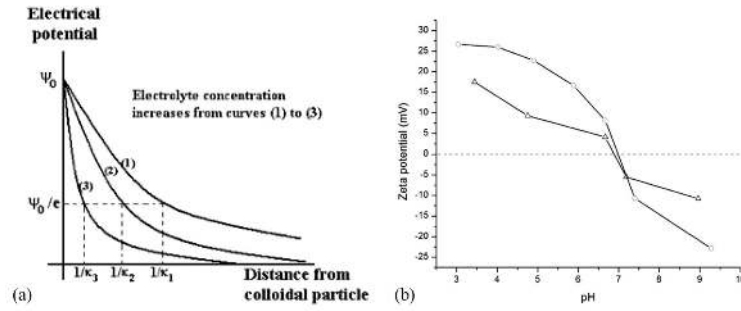 Electrical
potential
Ψ₀
Electrolyte concentration
increases from curves (1) to (3)
(1)
(2)
(3)
Ψ₀/e
1/κ₃ 1/κ₂ 1/κ₁
Distance from
colloidal particle
(a)
Zeta potential (mV)
30
25
20
15
10
5
0
-5
-10
-15
-20
-25
3 4 5 6 7 8 9 10
pH
(b)